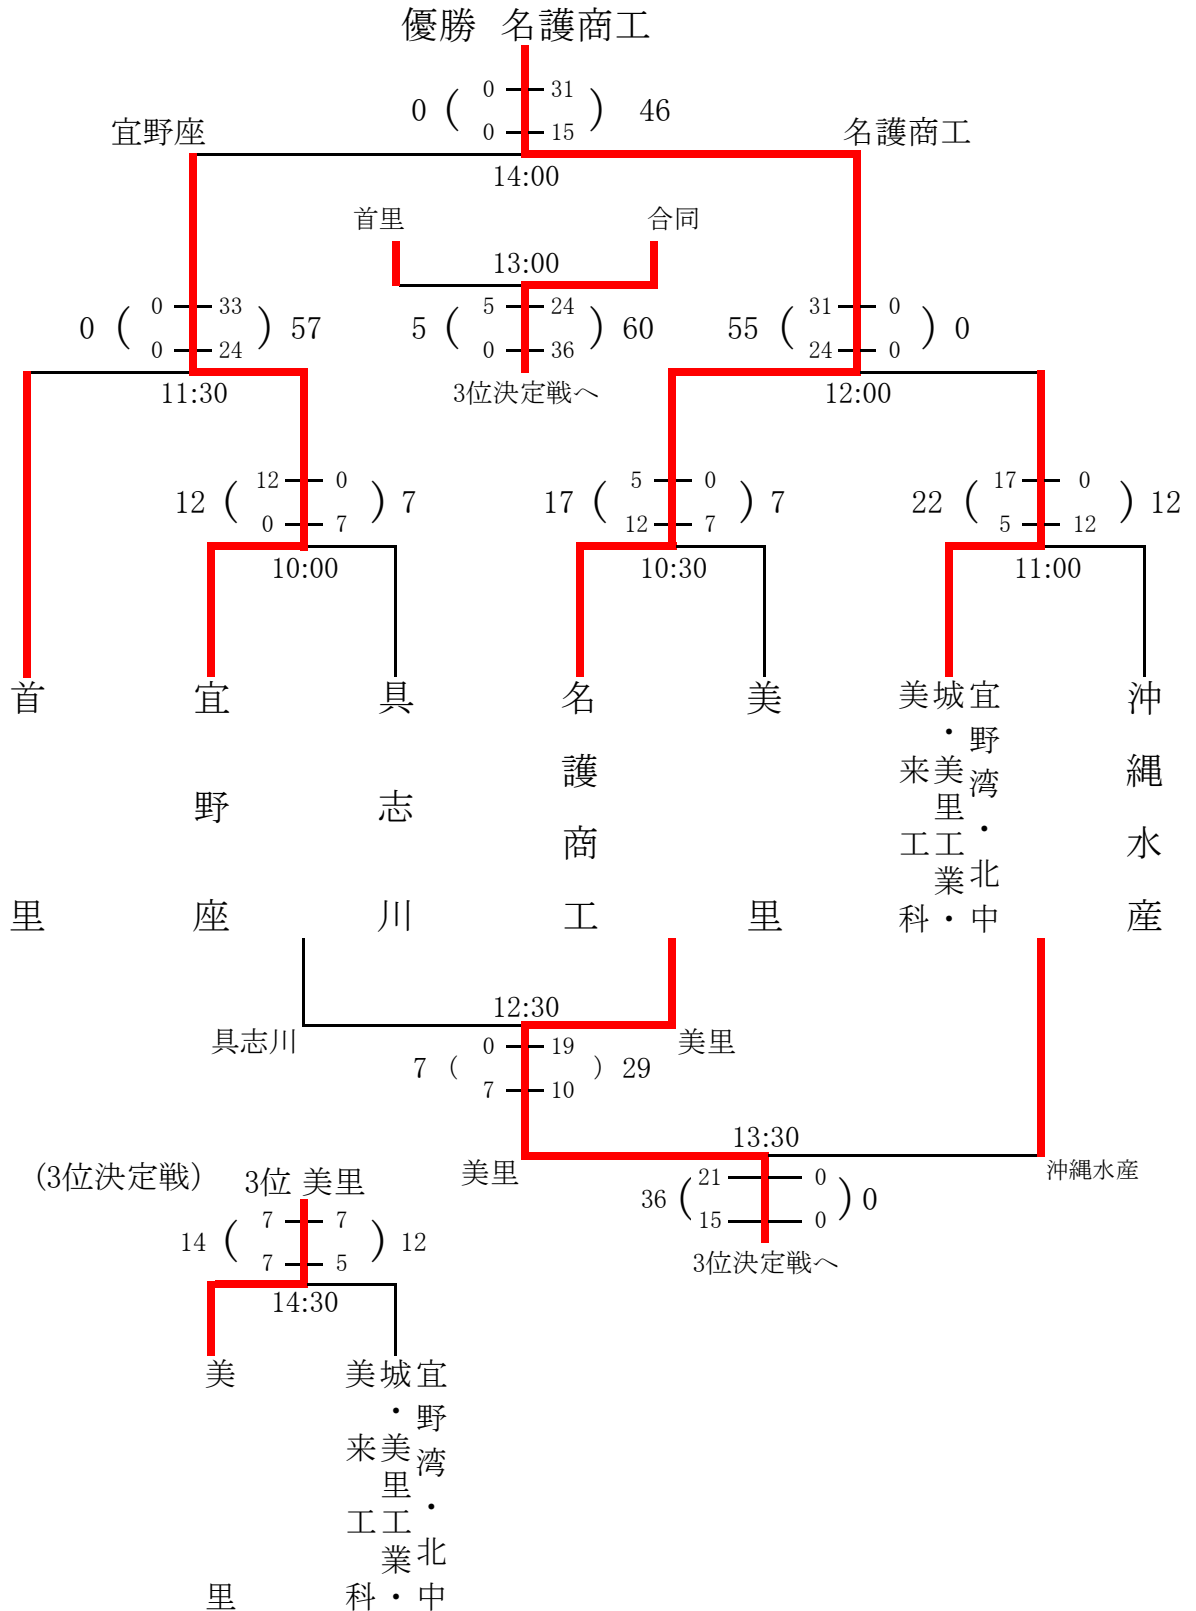 優勝 名護商工
0 ( 0 31 ) 46
0 15
宜野座
名護商工
14:00
首里
合同
13:00
0 ( 0 33 ) 57
0 24
5 ( 5 24 ) 60
0 36
55 ( 31 0 ) 0
24 0
11:30
3位決定戦へ
12:00
12 ( 12 0 ) 7
0 7
17 ( 5 0 ) 7
12 7
22 ( 17 0 ) 12
5 12
10:00
10:30
11:00
首里
宜野座
具志川
名護商工
美里
宜野湾・北中
城・美里工業・
美来工科
沖縄水産
12:30
具志川
美里
7 ( 0 19 ) 29
7 10
13:30
美里
沖縄水産
36 ( 21 0 ) 0
15 0
3位決定戦へ
(3位決定戦)
3位 美里
14 ( 7 7 ) 12
7 5
14:30
美里
宜野湾・北中
城・美里工業・
美来工科